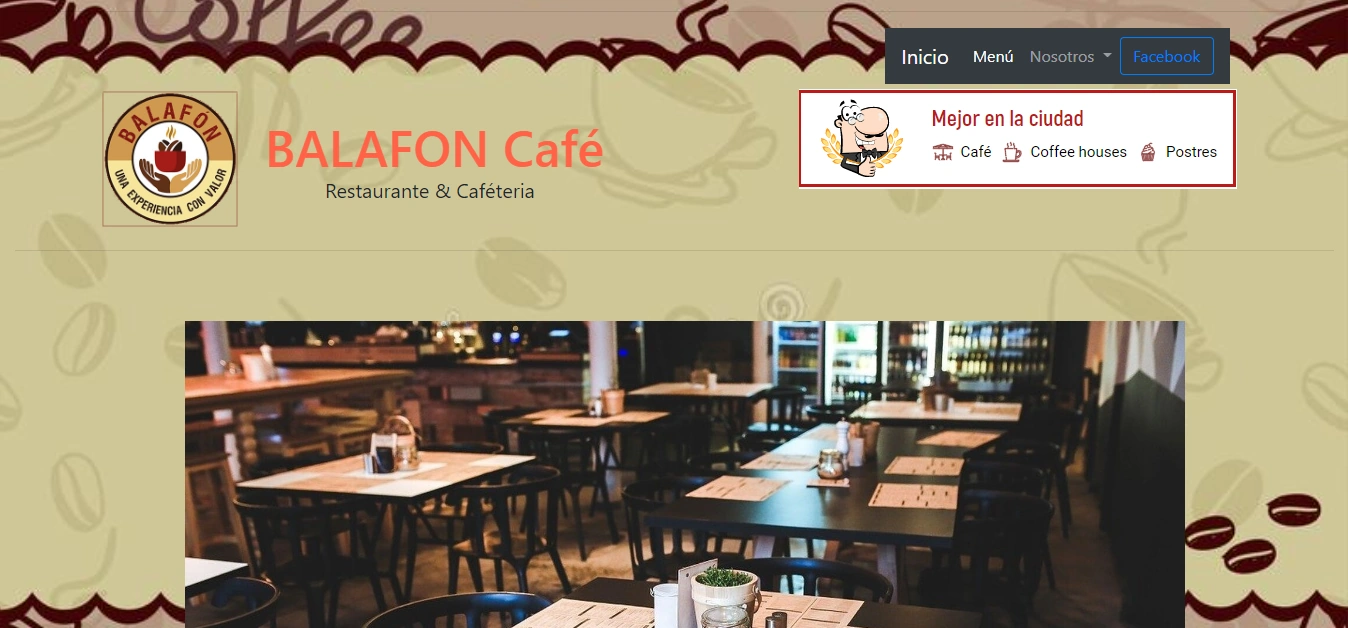 Coffee
Inicio Menú Nosotros Facebook
BALAFÓN
UNA EXPERIENCIA CON VALOR
BALAFON Café
Restaurante & Caféteria
Mejor en la ciudad
Café Coffee houses Postres